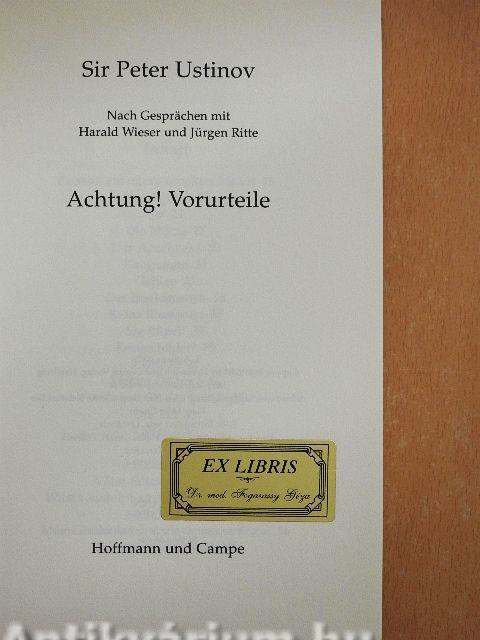 Sir Peter Ustinov
Nach Gesprächen mit
Harald Wieser und Jürgen Ritte
Achtung! Vorurteile
EX LIBRIS
Dr. med. Fogarassy Géza
Hoffmann und Campe
Antikvárium.hu